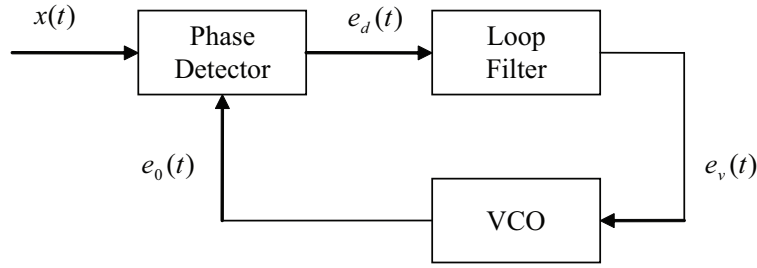 x(t)
Phase
Detector
e_d(t)
Loop
Filter
e_0(t)
VCO
e_v(t)